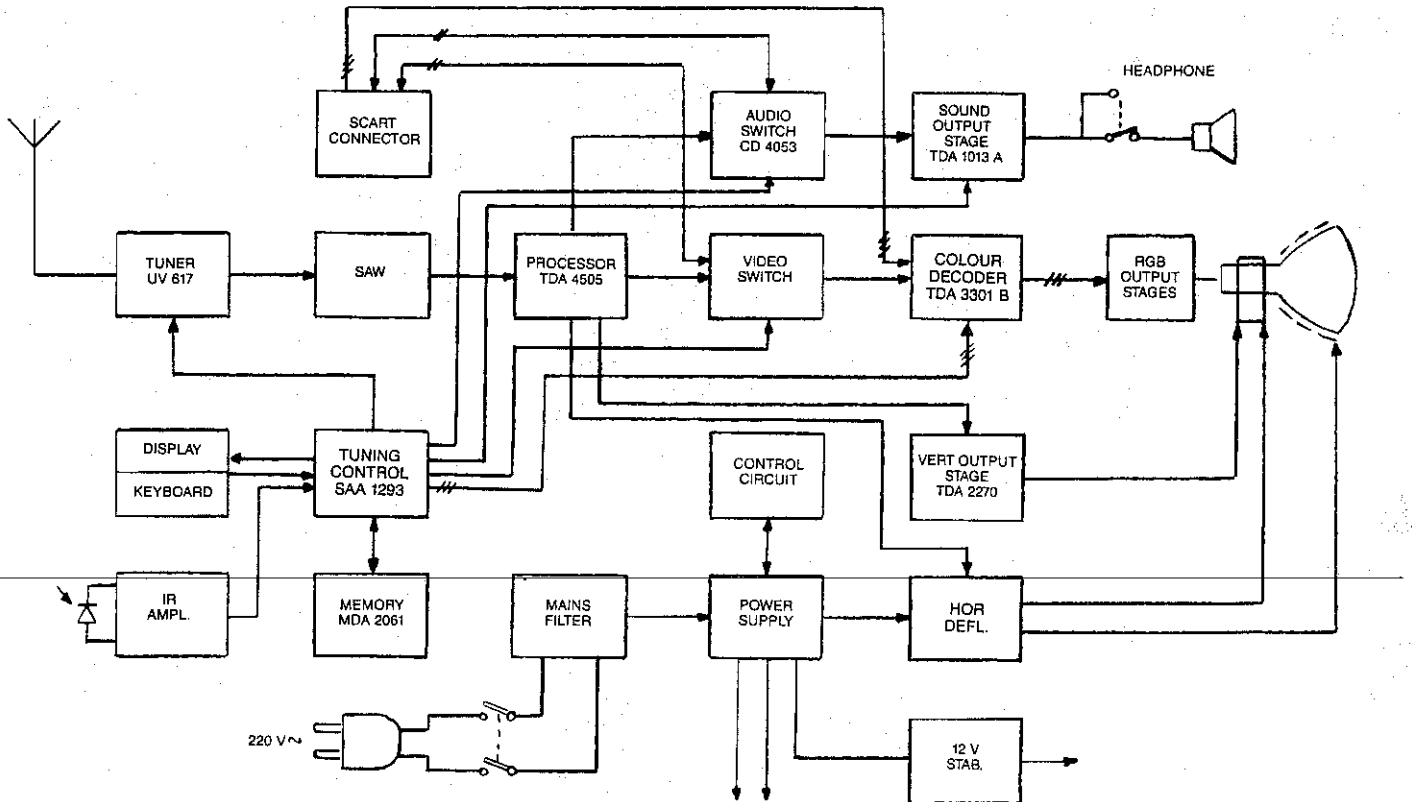 HEADPHONE
SCART
CONNECTOR
AUDIO
SWITCH
CD 4053
SOUND
OUTPUT
STAGE
TDA 1013 A
TUNER
UV 617
SAW
PROCESSOR
TDA 4505
VIDEO
SWITCH
COLOUR
DECODER
TDA 3301 B
RGB
OUTPUT
STAGES
DISPLAY
KEYBOARD
TUNING
CONTROL
SAA 1293
CONTROL
CIRCUIT
VERT OUTPUT
STAGE
TDA 2270
IR
AMPL.
MEMORY
MDA 2061
MAINS
FILTER
POWER
SUPPLY
HOR
DEFL.
220 V~
12 V
STAB.